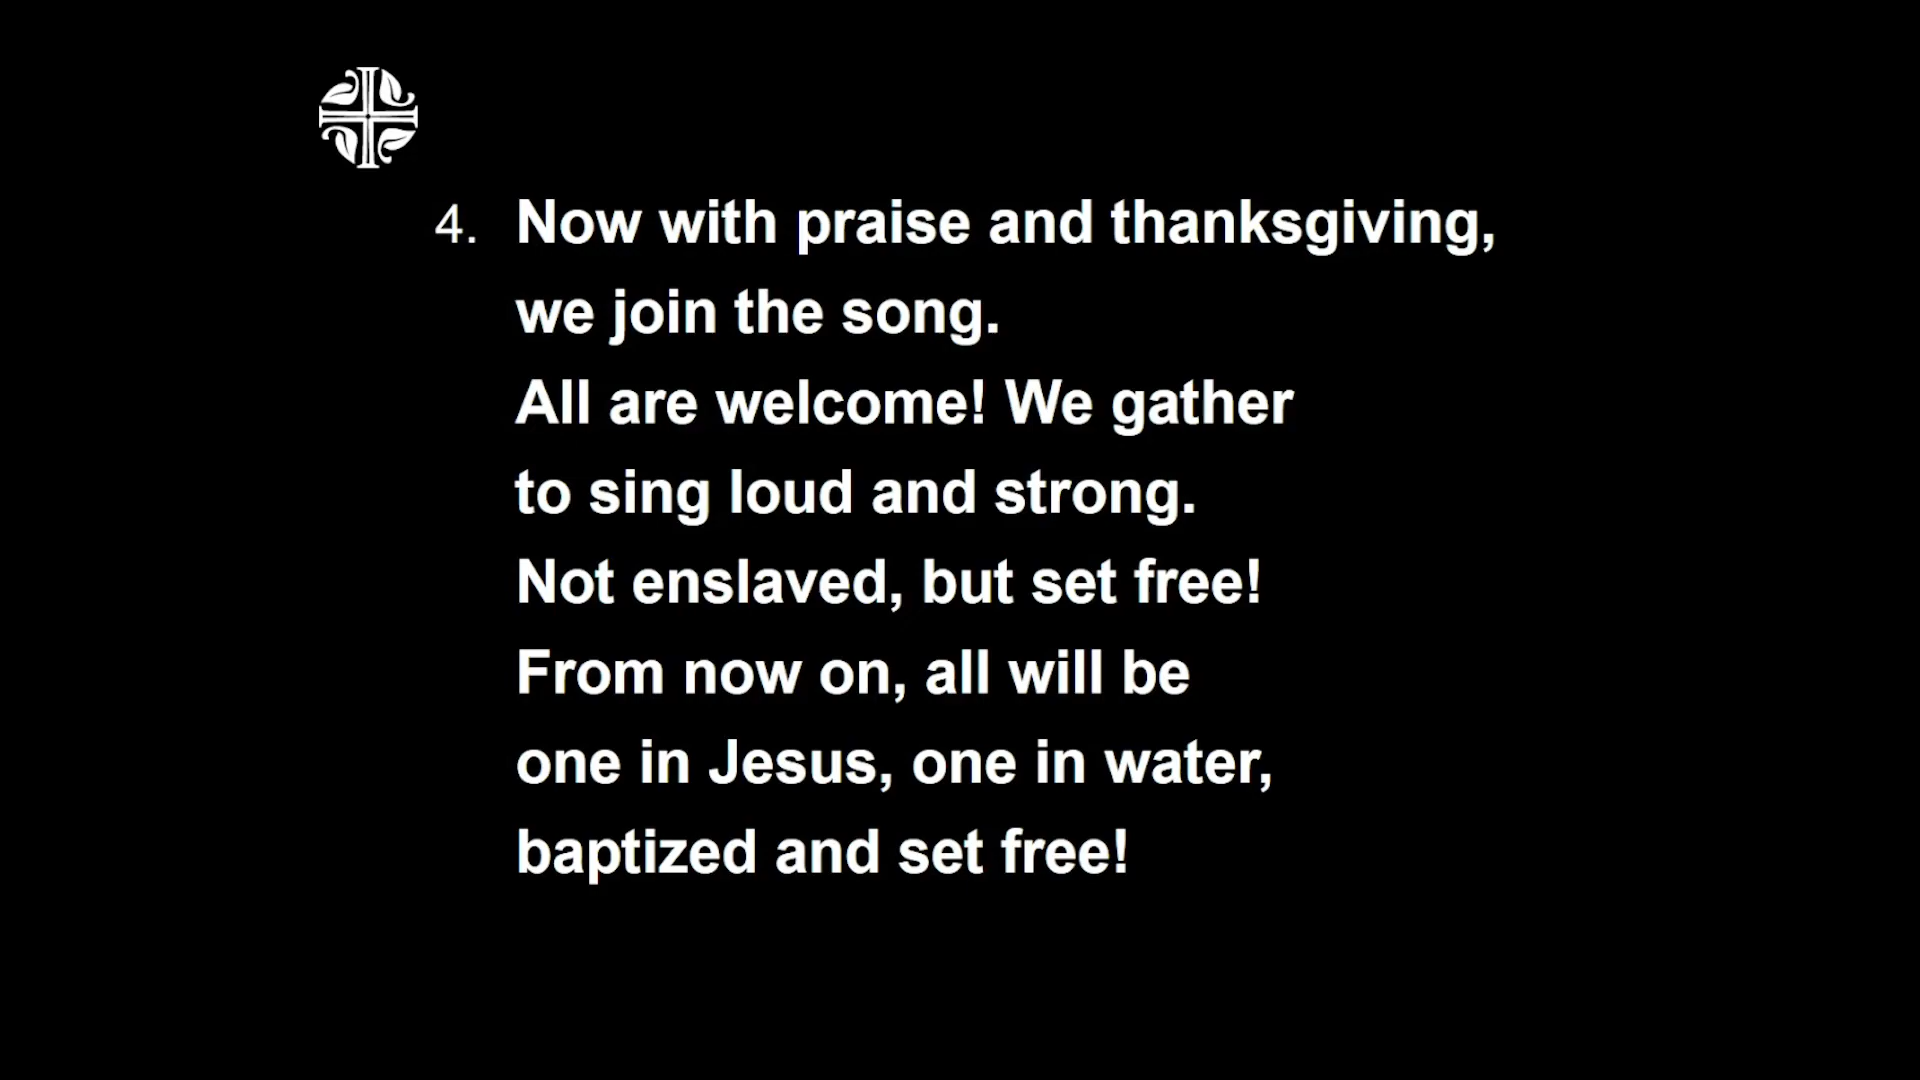 4. Now with praise and thanksgiving,
we join the song.
All are welcome! We gather
to sing loud and strong.
Not enslaved, but set free!
From now on, all will be
one in Jesus, one in water,
baptized and set free!